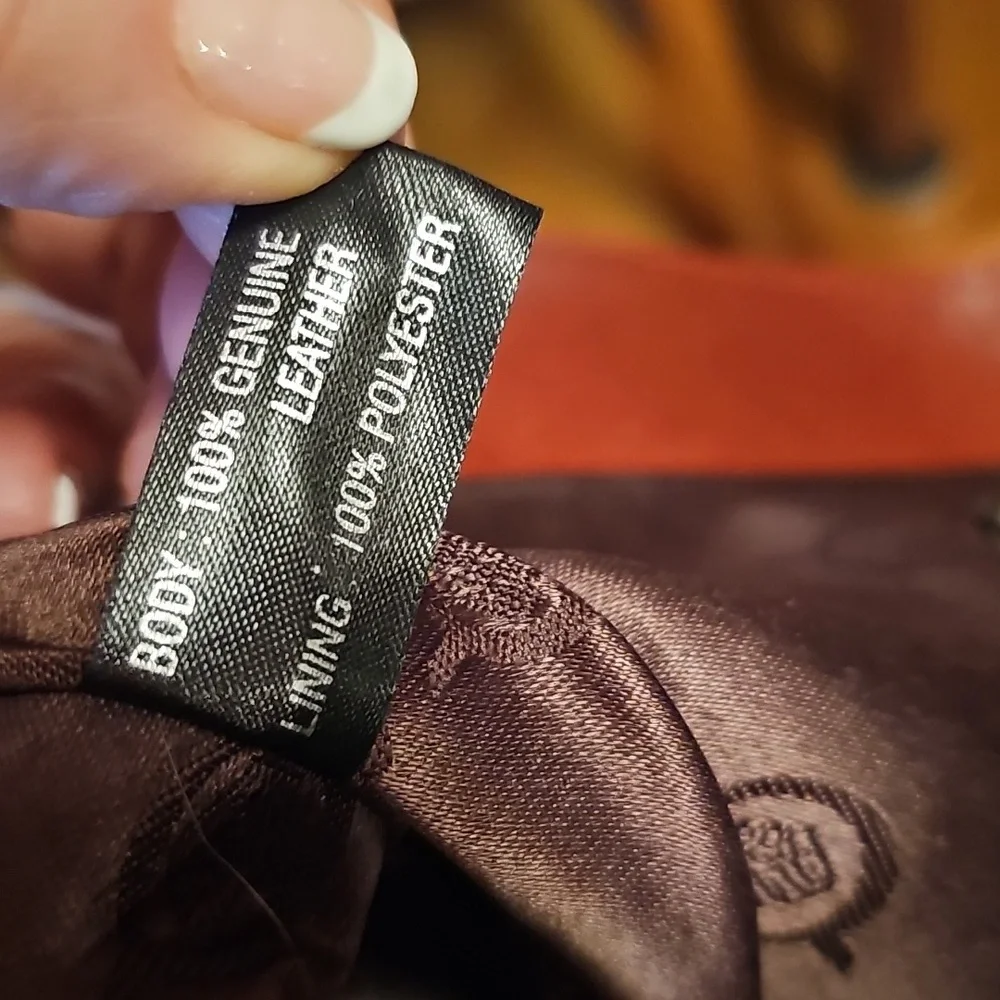 BODY : 100% GENUINE
LEATHER
LINING : 100% POLYESTER